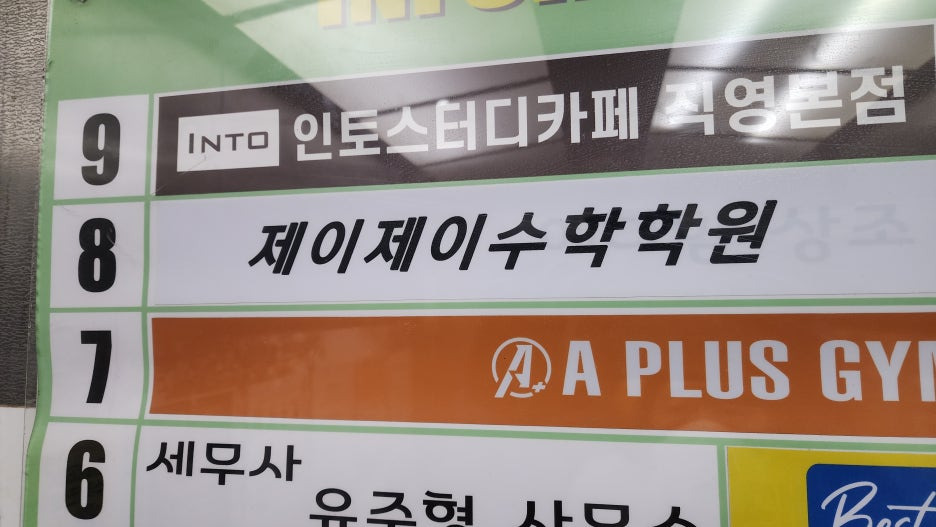 9 INTO 인토스터디카페 직영본점
8 제이제이수학학원
7 A PLUS GYM
6 세무사
Best